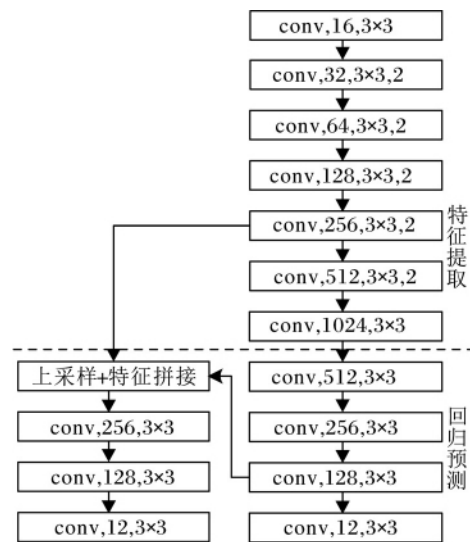 conv,16,3×3
conv,32,3×3,2
conv,64,3×3,2
conv,128,3×3,2
conv,256,3×3,2
conv,512,3×3,2
conv,1024,3×3
特征提取
上采样+特征拼接
conv,256,3×3
conv,128,3×3
conv,12,3×3
conv,512,3×3
conv,256,3×3
conv,128,3×3
conv,12,3×3
回归预测